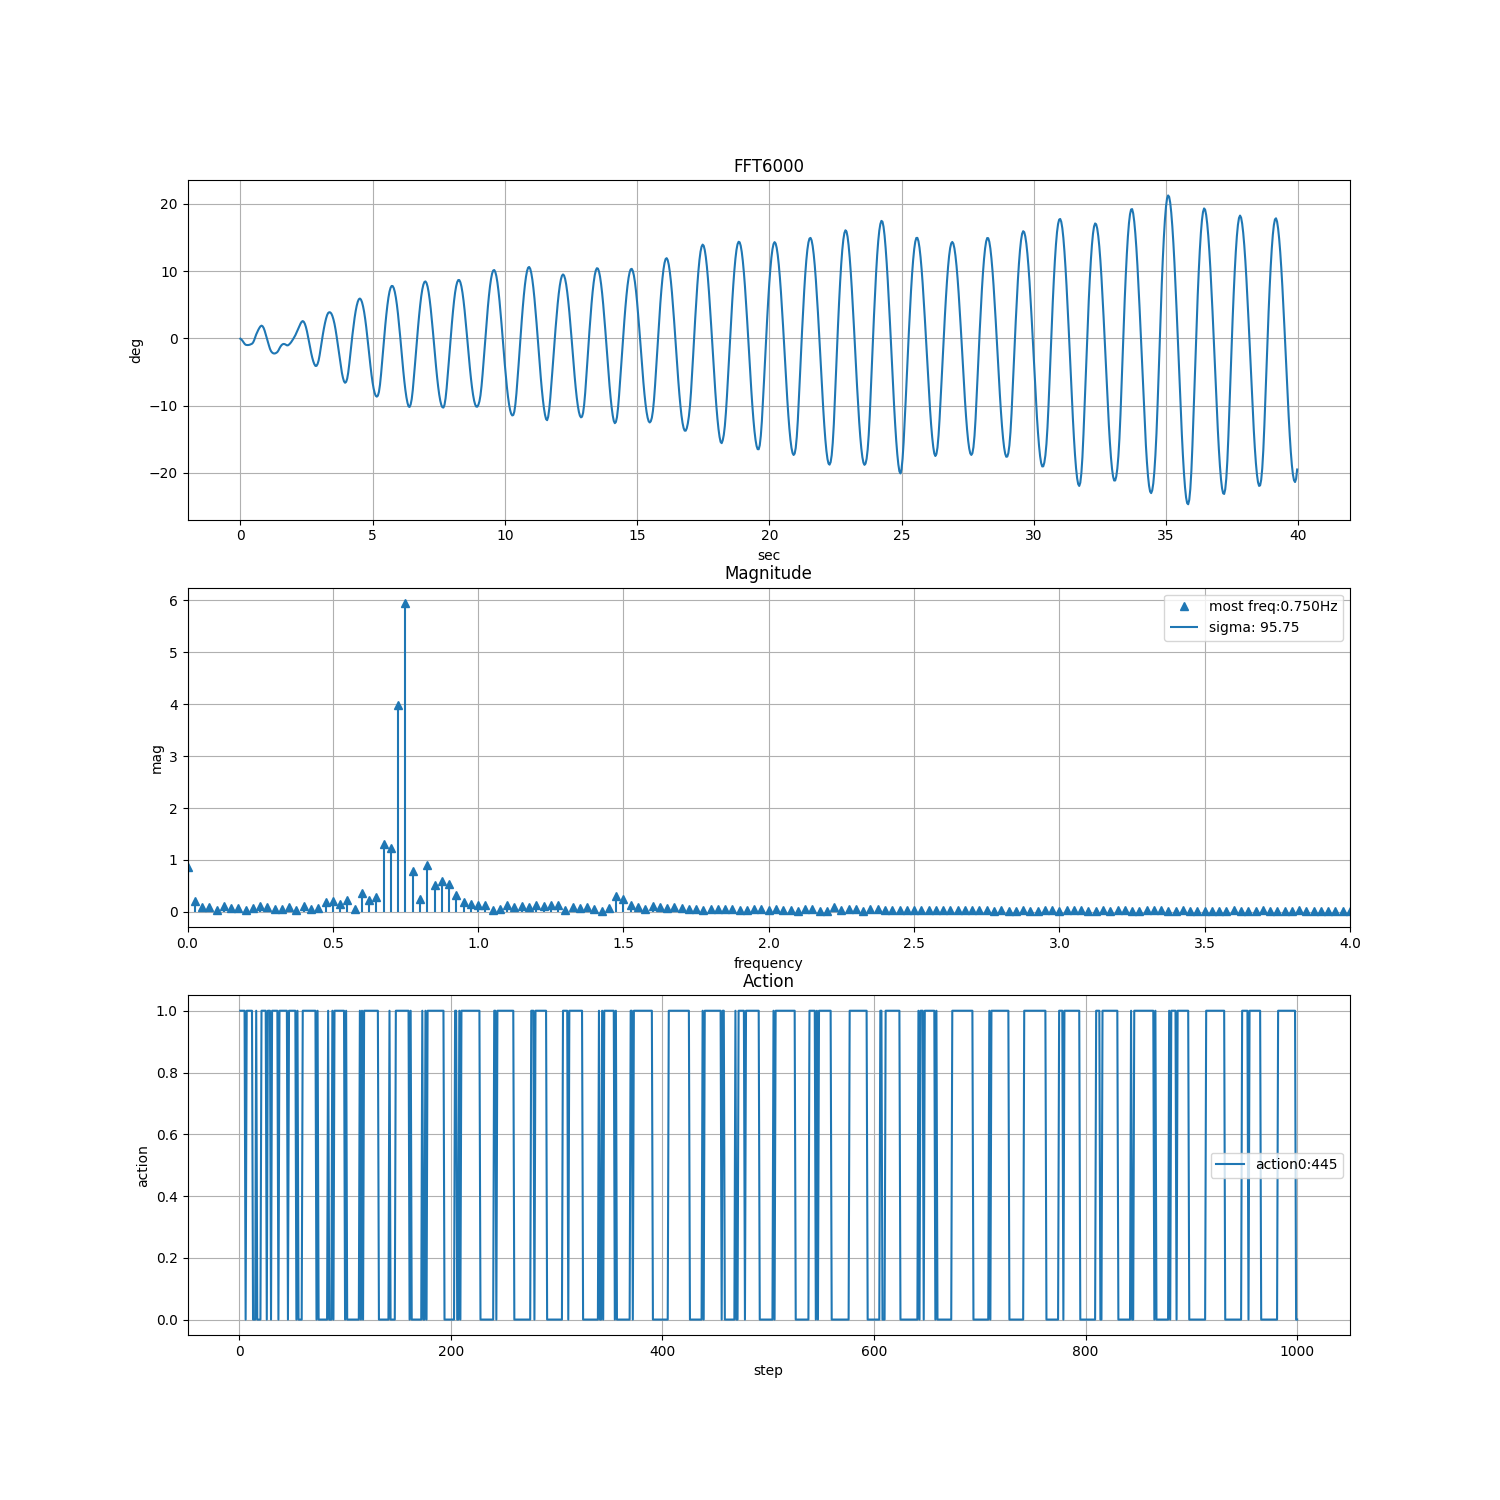 FFT6000
20
10
0
−10
−20
deg
0 5 10 15 20 25 30 35 40
sec
Magnitude
6
5
4
3
2
1
0
mag
most freq:0.750Hz
sigma: 95.75
0.0 0.5 1.0 1.5 2.0 2.5 3.0 3.5 4.0
frequency
Action
1.0
0.8
0.6
0.4
0.2
0.0
action
action0:445
0 200 400 600 800 1000
step